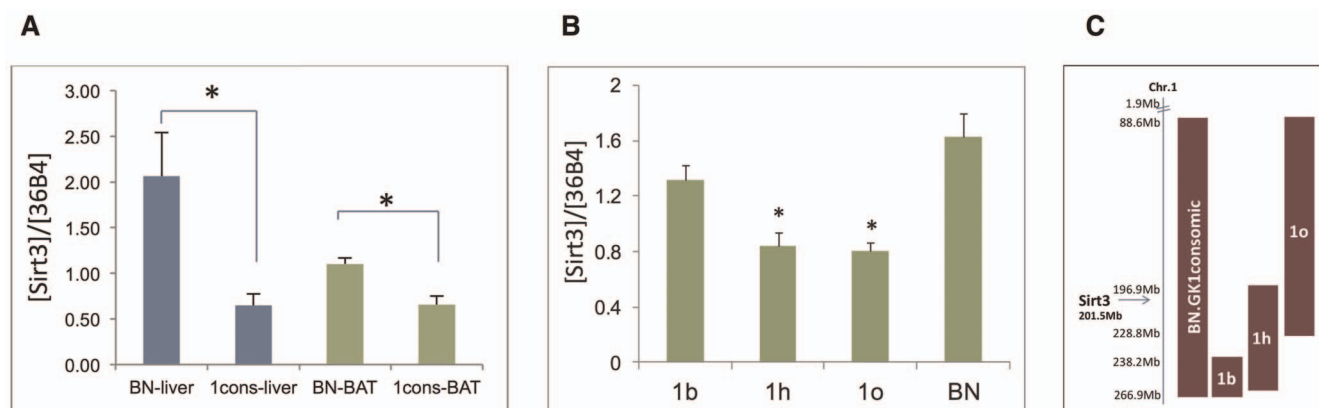 A
B
C
3.00
2.50
2.00
1.50
1.00
0.50
0.00
[Sirt3]/[36B4]
*
*
BN-liver 1cons-liver BN-BAT 1cons-BAT
2
1.6
1.2
0.8
0.4
0
[Sirt3]/[36B4]
*
*
1b 1h 1o BN
Chr.1
1.9Mb
88.6Mb
196.9Mb
Sirt3
201.5Mb
228.8Mb
238.2Mb
266.9Mb
BN.GK1consomic
1b
1h
1o